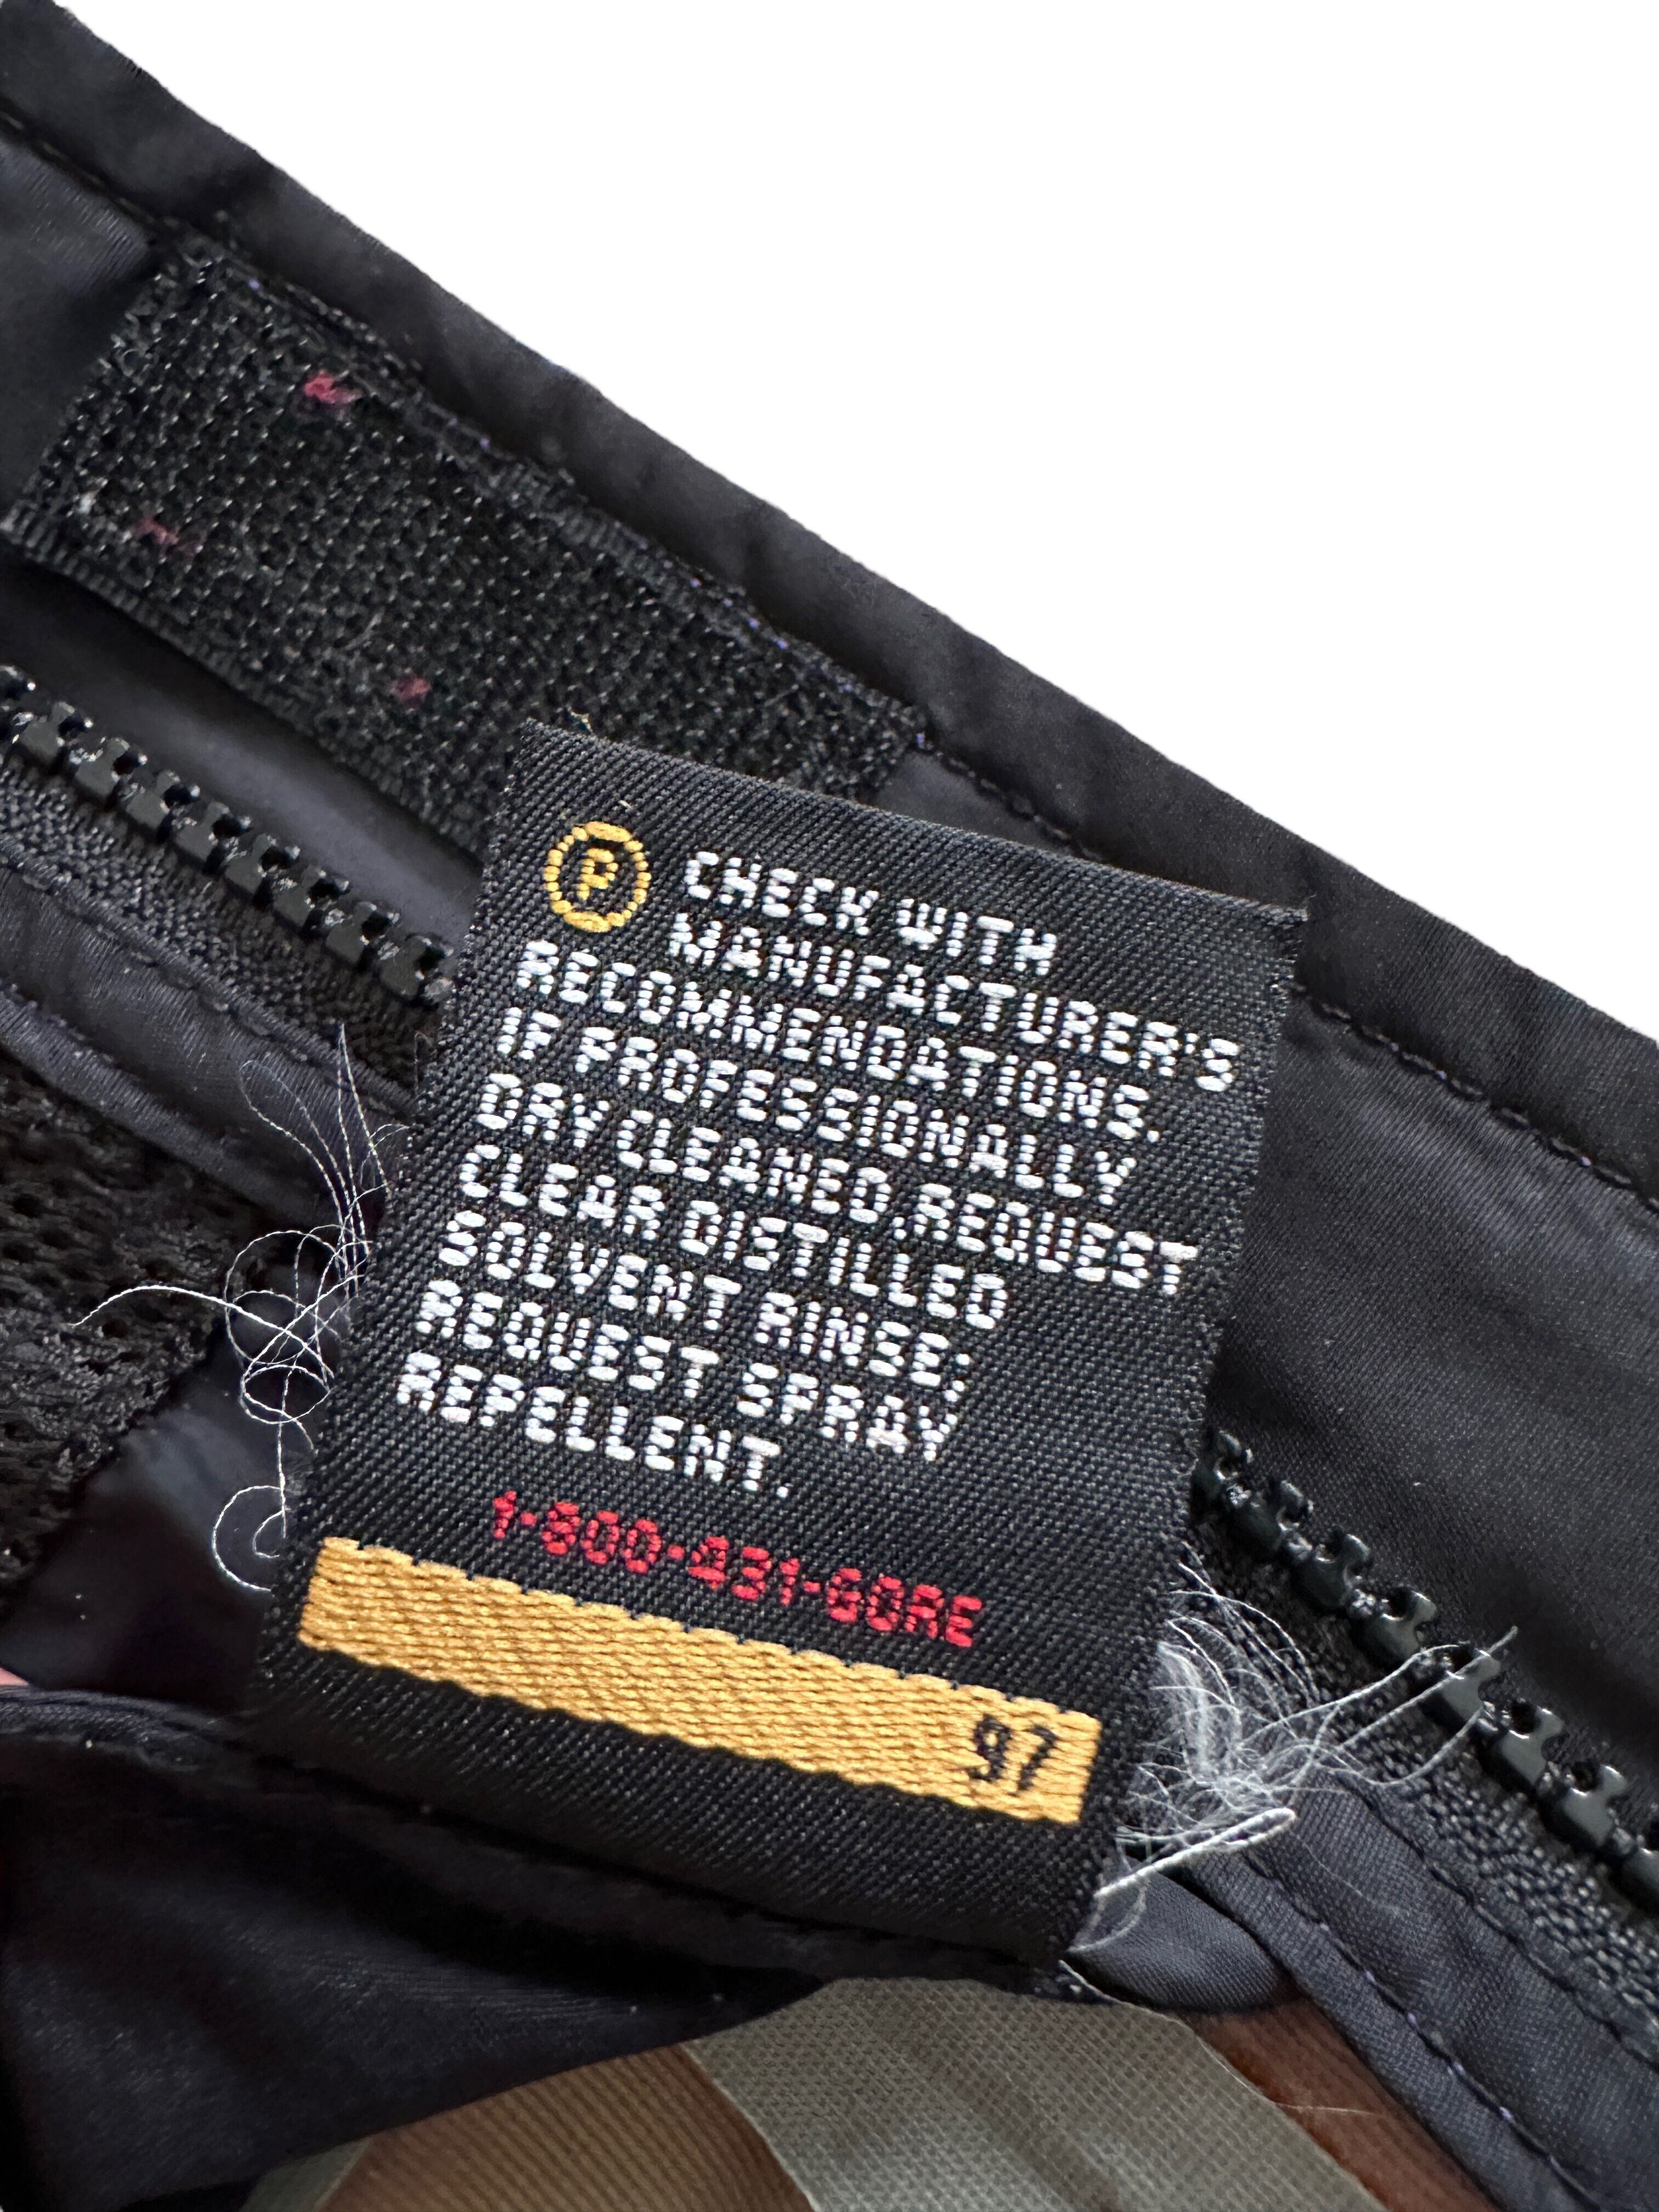 Ⓟ CHECK WITH
MANUFACTURER'S
RECOMMENDATIONS.
IF PROFESSIONALLY
DRY CLEANED,REQUEST
CLEAR DISTILLED
SOLVENT RINSE;
REQUEST SPRAY
REPELLENT.
1-800-431-GORE
97